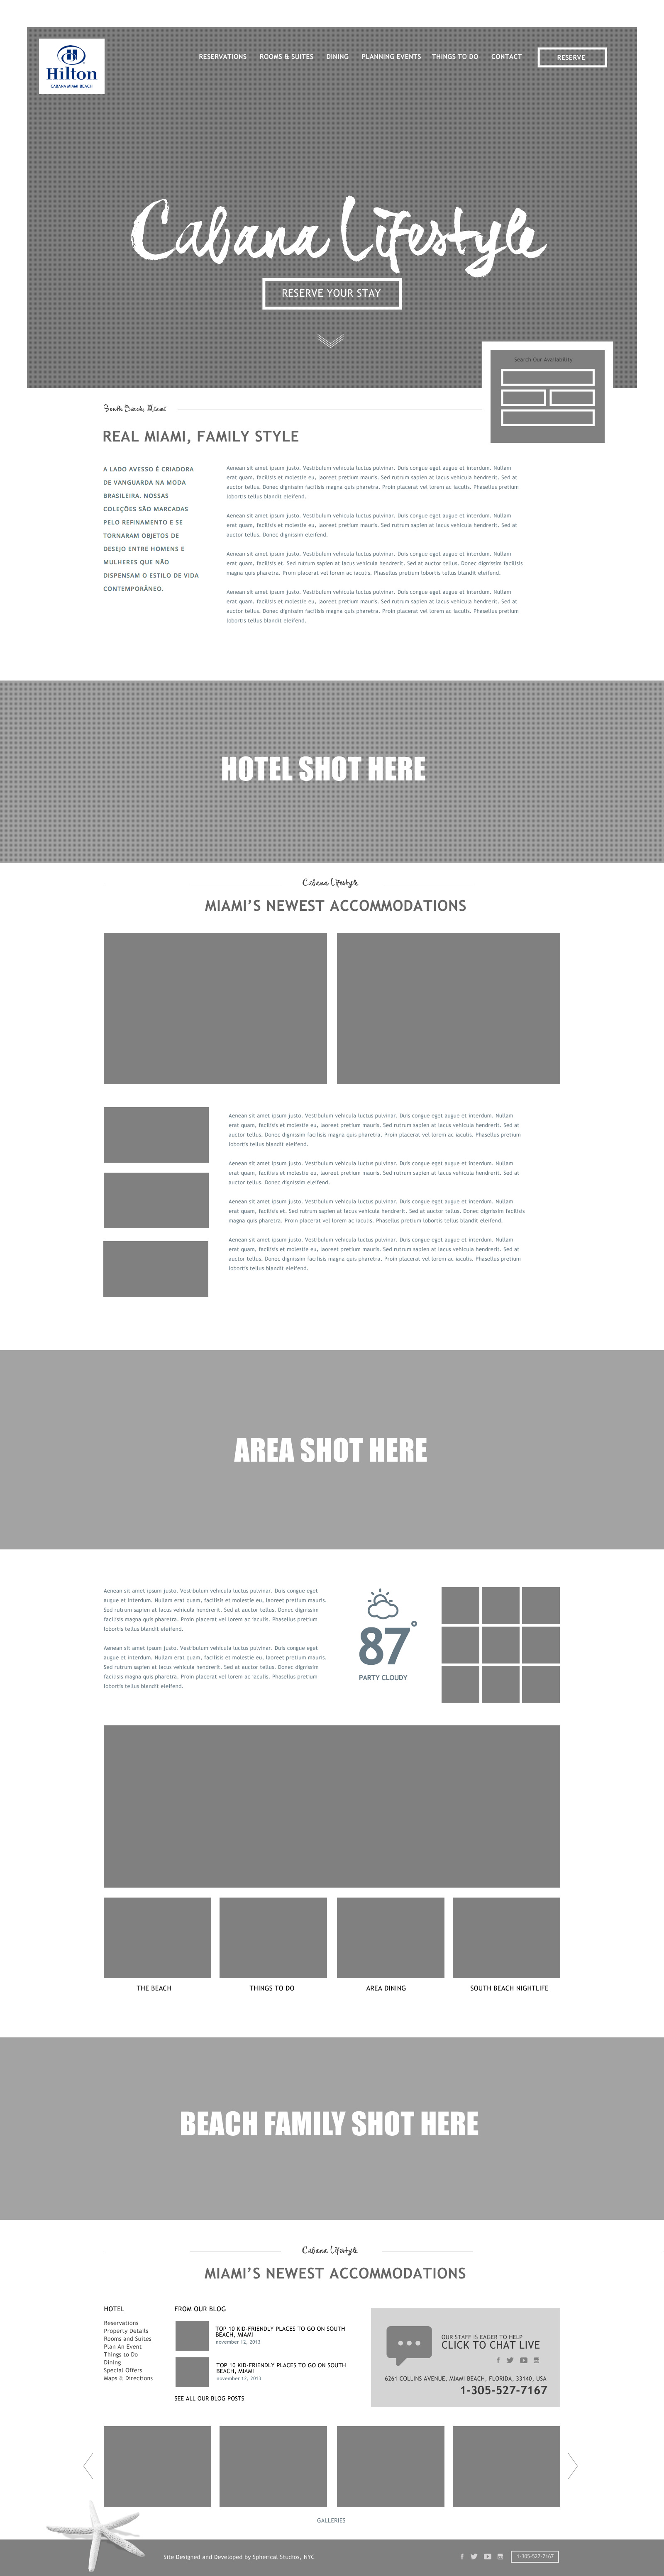 Hilton
CABANA MIAMI BEACH
RESERVATIONS ROOMS & SUITES DINING PLANNING EVENTS THINGS TO DO CONTACT RESERVE
Cabana Lifestyle
RESERVE YOUR STAY
Search Our Availability
South Beach, Miami
REAL MIAMI, FAMILY STYLE
A LADO AVESSO É CRIADORA
DE VANGUARDA NA MODA
BRASILEIRA. NOSSAS
COLEÇÕES SÃO MARCADAS
PELO REFINAMENTO E SE
TORNARAM OBJETOS DE
DESEJO ENTRE HOMENS E
MULHERES QUE NÃO
DISPENSAM O ESTILO DE VIDA
CONTEMPORÂNEO.
Aenean sit amet ipsum justo. Vestibulum vehicula luctus pulvinar. Duis congue eget augue et interdum. Nullam
erat quam, facilisis et molestie eu, laoreet pretium mauris. Sed rutrum sapien at lacus vehicula hendrerit. Sed at
auctor tellus. Donec dignissim facilisis magna quis pharetra. Proin placerat vel lorem ac iaculis. Phasellus pretium
lobortis tellus blandit eleifend.
Aenean sit amet ipsum justo. Vestibulum vehicula luctus pulvinar. Duis congue eget augue et interdum. Nullam
erat quam, facilisis et molestie eu, laoreet pretium mauris. Sed rutrum sapien at lacus vehicula hendrerit. Sed at
auctor tellus. Donec dignissim eleifend.
Aenean sit amet ipsum justo. Vestibulum vehicula luctus pulvinar. Duis congue eget augue et interdum. Nullam
erat quam, facilisis et. Sed rutrum sapien at lacus vehicula hendrerit. Sed at auctor tellus. Donec dignissim facilisis
magna quis pharetra. Proin placerat vel lorem ac iaculis. Phasellus pretium lobortis tellus blandit eleifend.
Aenean sit amet ipsum justo. Vestibulum vehicula luctus pulvinar. Duis congue eget augue et interdum. Nullam
erat quam, facilisis et molestie eu, laoreet pretium mauris. Sed rutrum sapien at lacus vehicula hendrerit. Sed at
auctor tellus. Donec dignissim facilisis magna quis pharetra. Proin placerat vel lorem ac iaculis. Phasellus pretium
lobortis tellus blandit eleifend.
HOTEL SHOT HERE
Cabana Lifestyle
MIAMI'S NEWEST ACCOMMODATIONS
Aenean sit amet ipsum justo. Vestibulum vehicula luctus pulvinar. Duis congue eget augue et interdum. Nullam
erat quam, facilisis et molestie eu, laoreet pretium mauris. Sed rutrum sapien at lacus vehicula hendrerit. Sed at
auctor tellus. Donec dignissim facilisis magna quis pharetra. Proin placerat vel lorem ac iaculis. Phasellus pretium
lobortis tellus blandit eleifend.
Aenean sit amet ipsum justo. Vestibulum vehicula luctus pulvinar. Duis congue eget augue et interdum. Nullam
erat quam, facilisis et molestie eu, laoreet pretium mauris. Sed rutrum sapien at lacus vehicula hendrerit. Sed at
auctor tellus. Donec dignissim eleifend.
Aenean sit amet ipsum justo. Vestibulum vehicula luctus pulvinar. Duis congue eget augue et interdum. Nullam
erat quam, facilisis et. Sed rutrum sapien at lacus vehicula hendrerit. Sed at auctor tellus. Donec dignissim facilisis
magna quis pharetra. Proin placerat vel lorem ac iaculis. Phasellus pretium lobortis tellus blandit eleifend.
Aenean sit amet ipsum justo. Vestibulum vehicula luctus pulvinar. Duis congue eget augue et interdum. Nullam
erat quam, facilisis et molestie eu, laoreet pretium mauris. Sed rutrum sapien at lacus vehicula hendrerit. Sed at
auctor tellus. Donec dignissim facilisis magna quis pharetra. Proin placerat vel lorem ac iaculis. Phasellus pretium
lobortis tellus blandit eleifend.
AREA SHOT HERE
Aenean sit amet ipsum justo. Vestibulum vehicula luctus pulvinar. Duis congue eget
augue et interdum. Nullam erat quam, facilisis et molestie eu, laoreet pretium mauris.
Sed rutrum sapien at lacus vehicula hendrerit. Sed at auctor tellus. Donec dignissim
facilisis magna quis pharetra. Proin placerat vel lorem ac iaculis. Phasellus pretium
lobortis tellus blandit eleifend.
Aenean sit amet ipsum justo. Vestibulum vehicula luctus pulvinar. Duis congue eget
augue et interdum. Nullam erat quam, facilisis et molestie eu, laoreet pretium mauris.
Sed rutrum sapien at lacus vehicula hendrerit. Sed at auctor tellus. Donec dignissim
facilisis magna quis pharetra. Proin placerat vel lorem ac iaculis. Phasellus pretium
lobortis tellus blandit eleifend.
87°
PARTY CLOUDY
THE BEACH THINGS TO DO AREA DINING SOUTH BEACH NIGHTLIFE
BEACH FAMILY SHOT HERE
Cabana Lifestyle
MIAMI'S NEWEST ACCOMMODATIONS
HOTEL
Reservations
Property Details
Rooms and Suites
Plan An Event
Things to Do
Dining
Special Offers
Maps & Directions
FROM OUR BLOG
TOP 10 KID-FRIENDLY PLACES TO GO ON SOUTH
BEACH, MIAMI
november 12, 2013
TOP 10 KID-FRIENDLY PLACES TO GO ON SOUTH
BEACH, MIAMI
november 12, 2013
SEE ALL OUR BLOG POSTS
OUR STAFF IS EAGER TO HELP
CLICK TO CHAT LIVE
6261 COLLINS AVENUE, MIAMI BEACH, FLORIDA, 33140, USA
1-305-527-7167
GALLERIES
Site Designed and Developed by Spherical Studios, NYC
1-305-527-7167